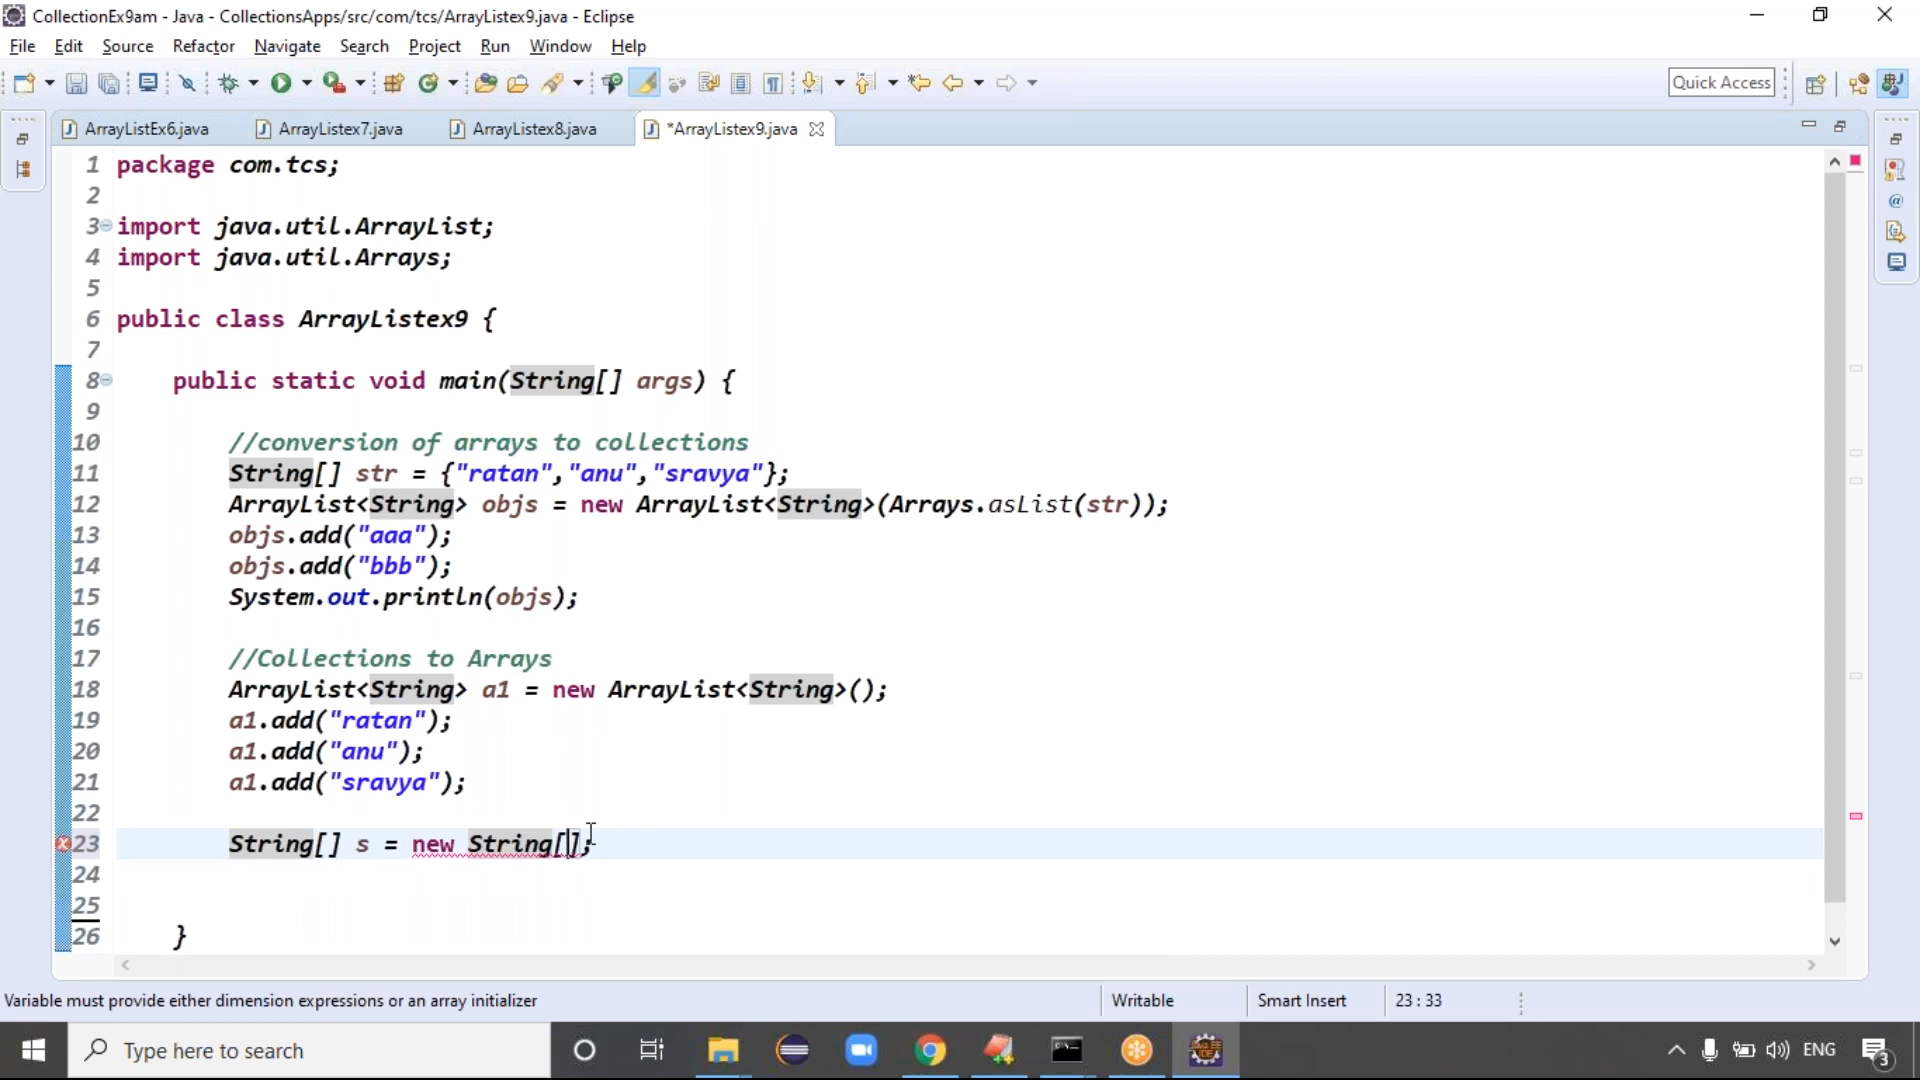 CollectionEx9am - Java - CollectionsApps/src/com/tcs/ArrayListex9.java - Eclipse
File Edit Source Refactor Navigate Search Project Run Window Help
Quick Access
ArrayListEx6.java ArrayListex7.java ArrayListex8.java *ArrayListex9.java
1 package com.tcs;
2
3 import java.util.ArrayList;
4 import java.util.Arrays;
5
6 public class ArrayListex9 {
7
8 public static void main(String[] args) {
9
10 //conversion of arrays to collections
11 String[] str = {"ratan","anu","sravya"};
12 ArrayList<String> objs = new ArrayList<String>(Arrays.asList(str));
13 objs.add("aaa");
14 objs.add("bbb");
15 System.out.println(objs);
16
17 //Collections to Arrays
18 ArrayList<String> a1 = new ArrayList<String>();
19 a1.add("ratan");
20 a1.add("anu");
21 a1.add("sravya");
22
23 String[] s = new String[];
24
25
26 }
Variable must provide either dimension expressions or an array initializer Writable Smart Insert 23 : 33
Type here to search ENG 3